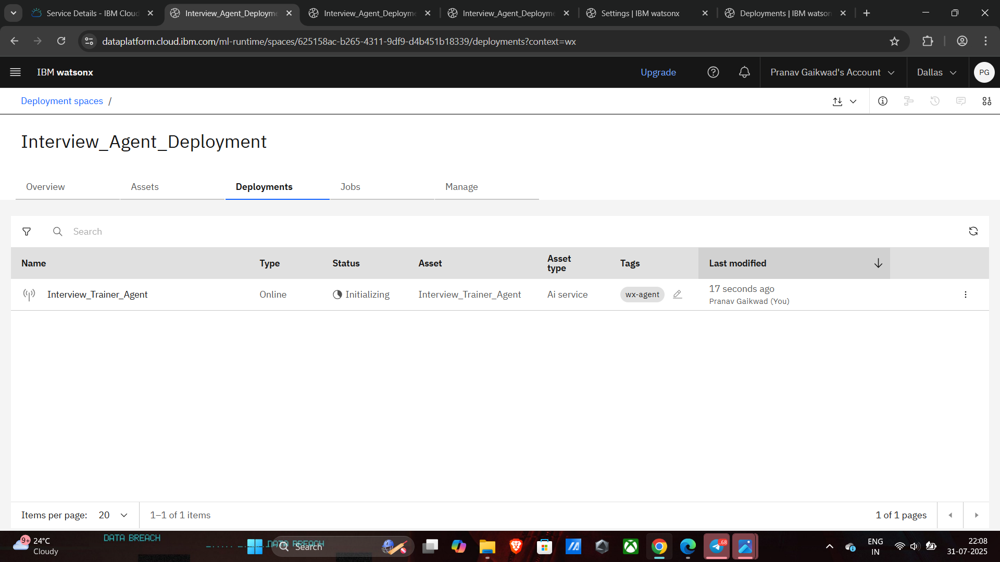 Service Details - IBM Cloud
Interview_Agent_Deployme
Interview_Agent_Deployme
Interview_Agent_Deployme
Settings | IBM watsonx
Deployments | IBM watson
dataplatform.cloud.ibm.com/ml-runtime/spaces/625158ac-b265-4311-9df9-d4b451b18339/deployments?context=wx
IBM watsonx
Upgrade
Pranav Gaikwad's Account
Dallas
PG
Deployment spaces /
Interview_Agent_Deployment
Overview
Assets
Deployments
Jobs
Manage
Search
Name
Type
Status
Asset
Asset
type
Tags
Last modified
Interview_Trainer_Agent
Online
Initializing
Interview_Trainer_Agent
Ai service
wx-agent
17 seconds ago
Pranav Gaikwad (You)
Items per page: 20
1–1 of 1 items
1 of 1 pages
9+
24°C
Cloudy
DATA BREACH
DATA BREACH
Search
68
ENG
IN
22:08
31-07-2025